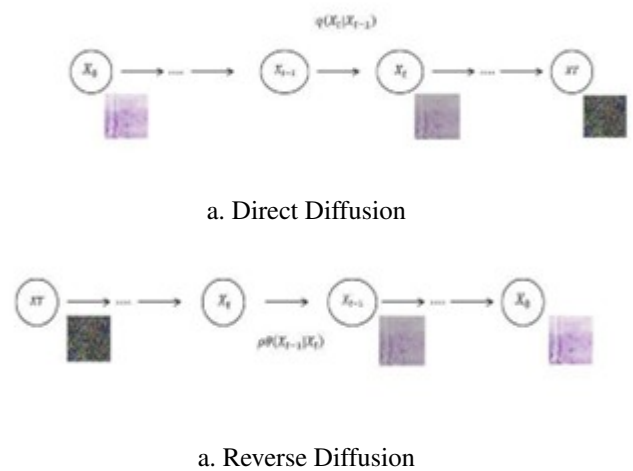 q(X_t|X_{t-1})
X_0 .... X_{t-1} X_t .... XT
a. Direct Diffusion
XT .... X_t X_{t-1} .... X_0
pθ(X_{t-1}|X_t)
a. Reverse Diffusion